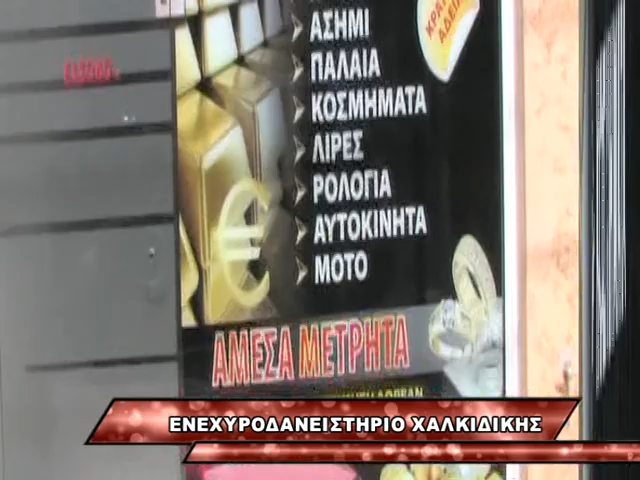 ΑΣΗΜΙ
ΠΑΛΑΙΑ
ΚΟΣΜΗΜΑΤΑ
ΛΙΡΕΣ
ΡΟΛΟΓΙΑ
ΑΥΤΟΚΙΝΗΤΑ
ΜΟΤΟ
€
ΑΜΕΣΑ ΜΕΤΡΗΤΑ
ΕΝΕΧΥΡΟΔΑΝΕΙΣΤΗΡΙΟ ΧΑΛΚΙΔΙΚΗΣ